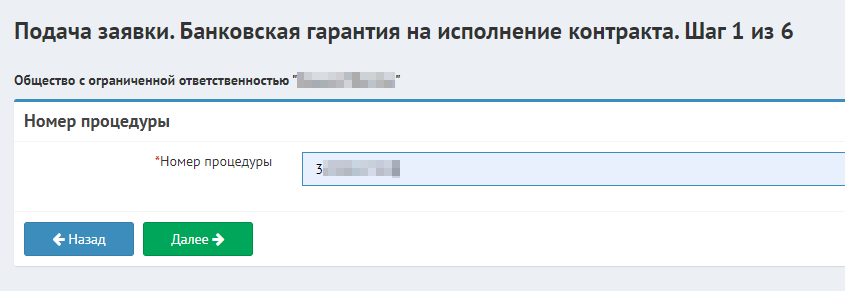 Подача заявки. Банковская гарантия на исполнение контракта. Шаг 1 из 6
Общество с ограниченной ответственностью " "
Номер процедуры
*Номер процедуры 3
Назад Далее